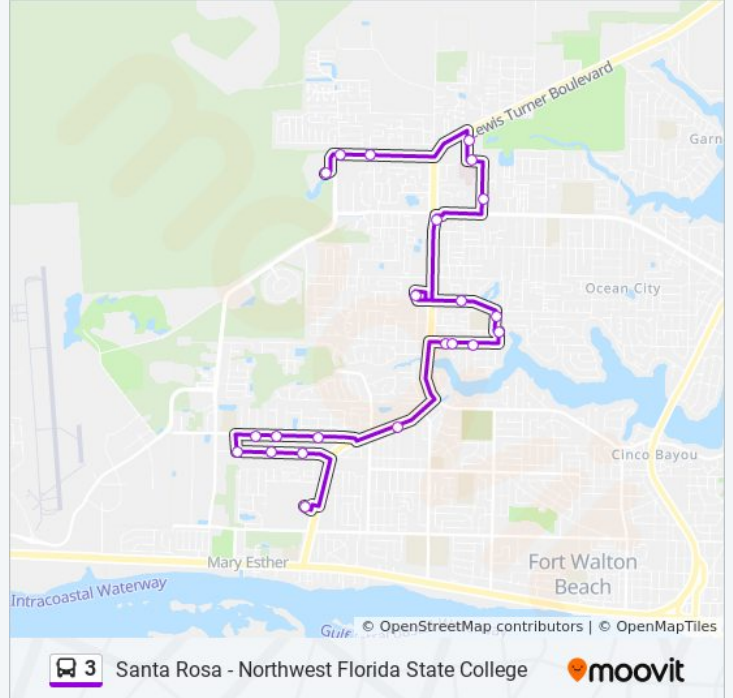 Lewis Turner Boulevard
Garn
Ocean City
Cinco Bayou
Mary Esther
Fort Walton
Beach
Intracoastal Waterway
© OpenStreetMap contributors | © OpenMapTiles
3 Santa Rosa - Northwest Florida State College
moovit